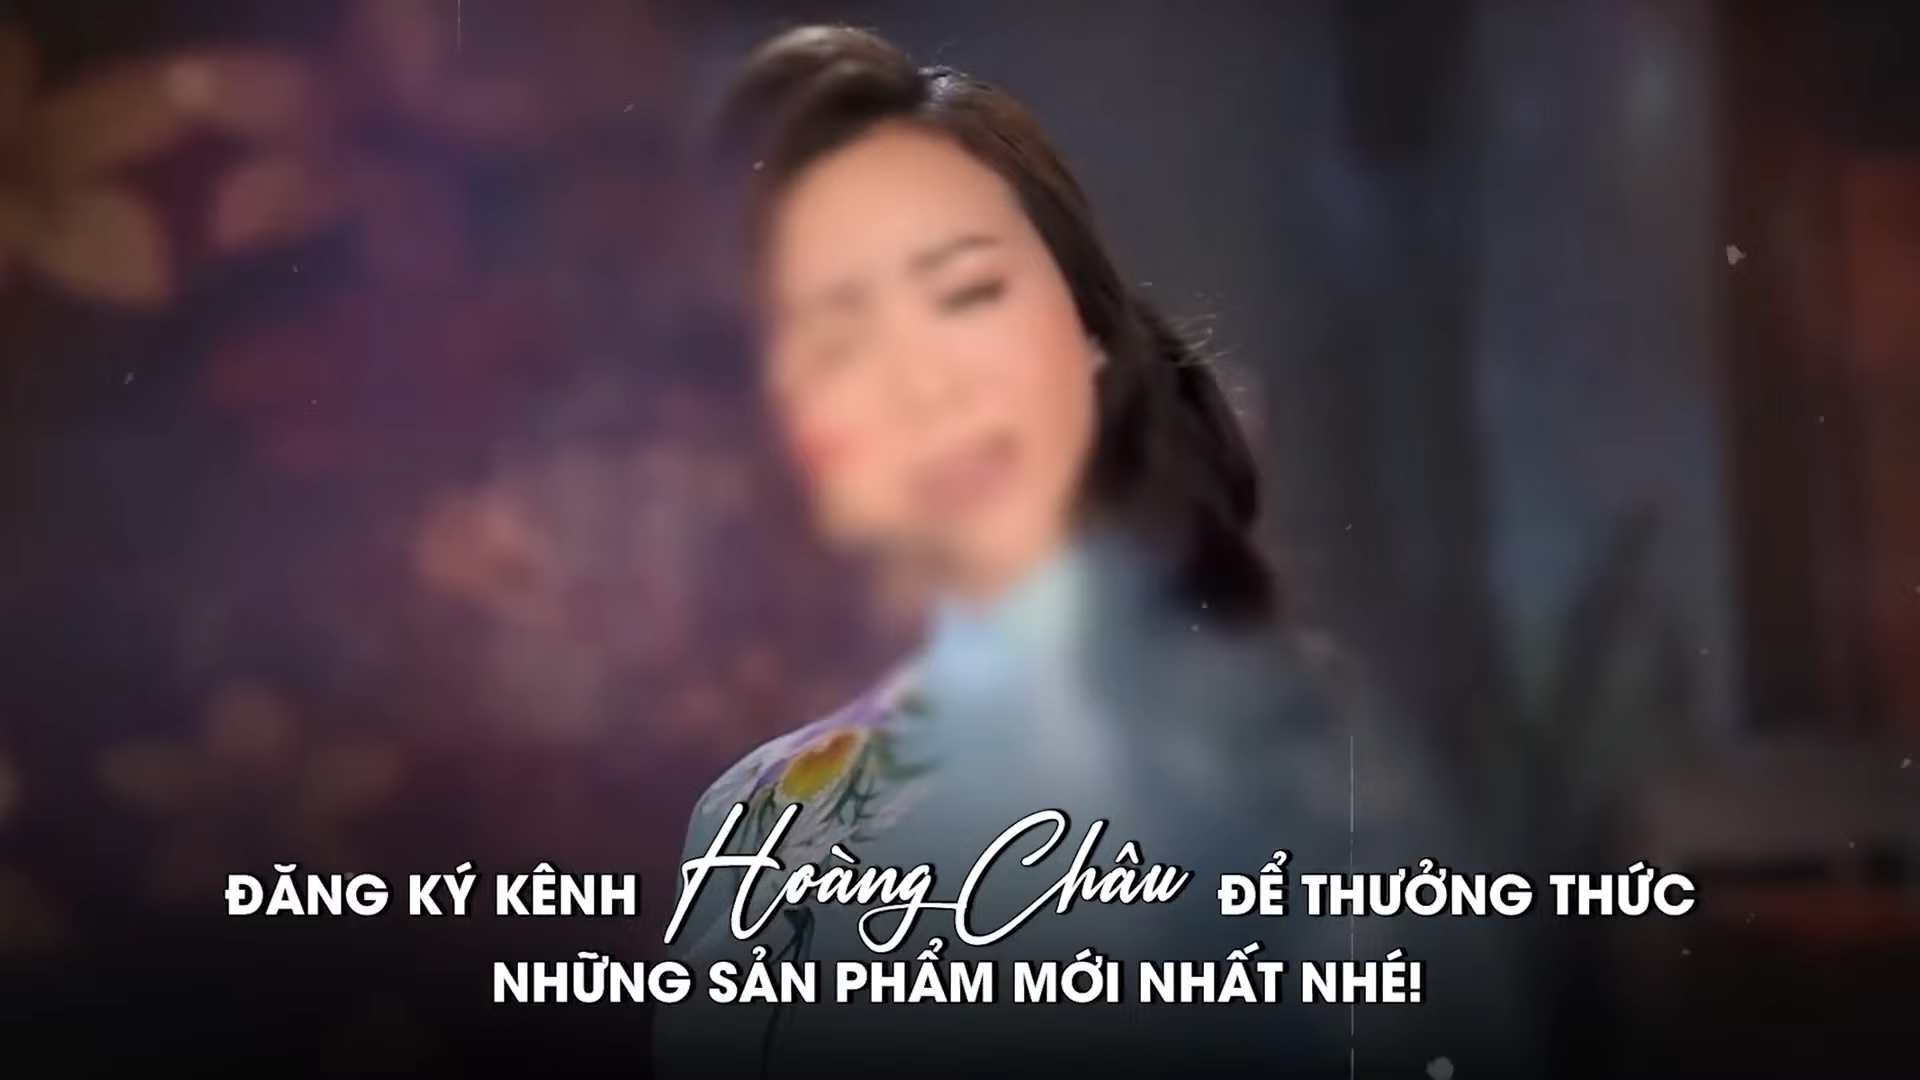 ĐĂNG KÝ KÊNH Hoàng Châu ĐỂ THƯỞNG THỨC
NHỮNG SẢN PHẨM MỚI NHẤT NHÉ!